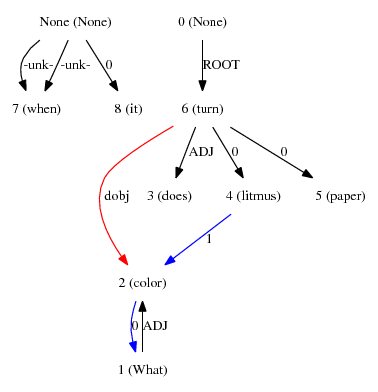 None (None) 0 (None)
-unk- -unk- 0 ROOT
7 (when) 8 (it) 6 (turn)
ADJ 0 0
dobj 3 (does) 4 (litmus) 5 (paper)
1
2 (color)
0 ADJ
1 (What)